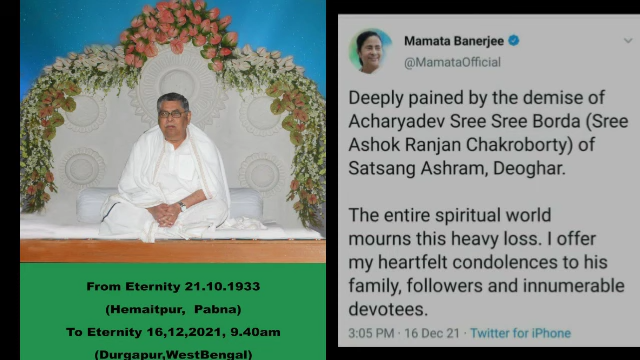 From Eternity 21.10.1933
(Hemaitpur, Pabna)
To Eternity 16,12,2021, 9.40am
(Durgapur,WestBengal)
Mamata Banerjee
@MamataOfficial
Deeply pained by the demise of
Acharyadev Sree Sree Borda (Sree
Ashok Ranjan Chakroborty) of
Satsang Ashram, Deoghar.
The entire spiritual world
mourns this heavy loss. I offer
my heartfelt condolences to his
family, followers and innumerable
devotees.
3:05 PM · 16 Dec 21 · Twitter for iPhone